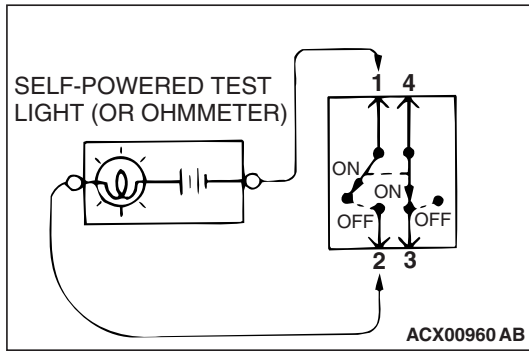 SELF-POWERED TEST
LIGHT (OR OHMMETER)
1 4
ON
ON
OFF OFF
2 3
ACX00960 AB